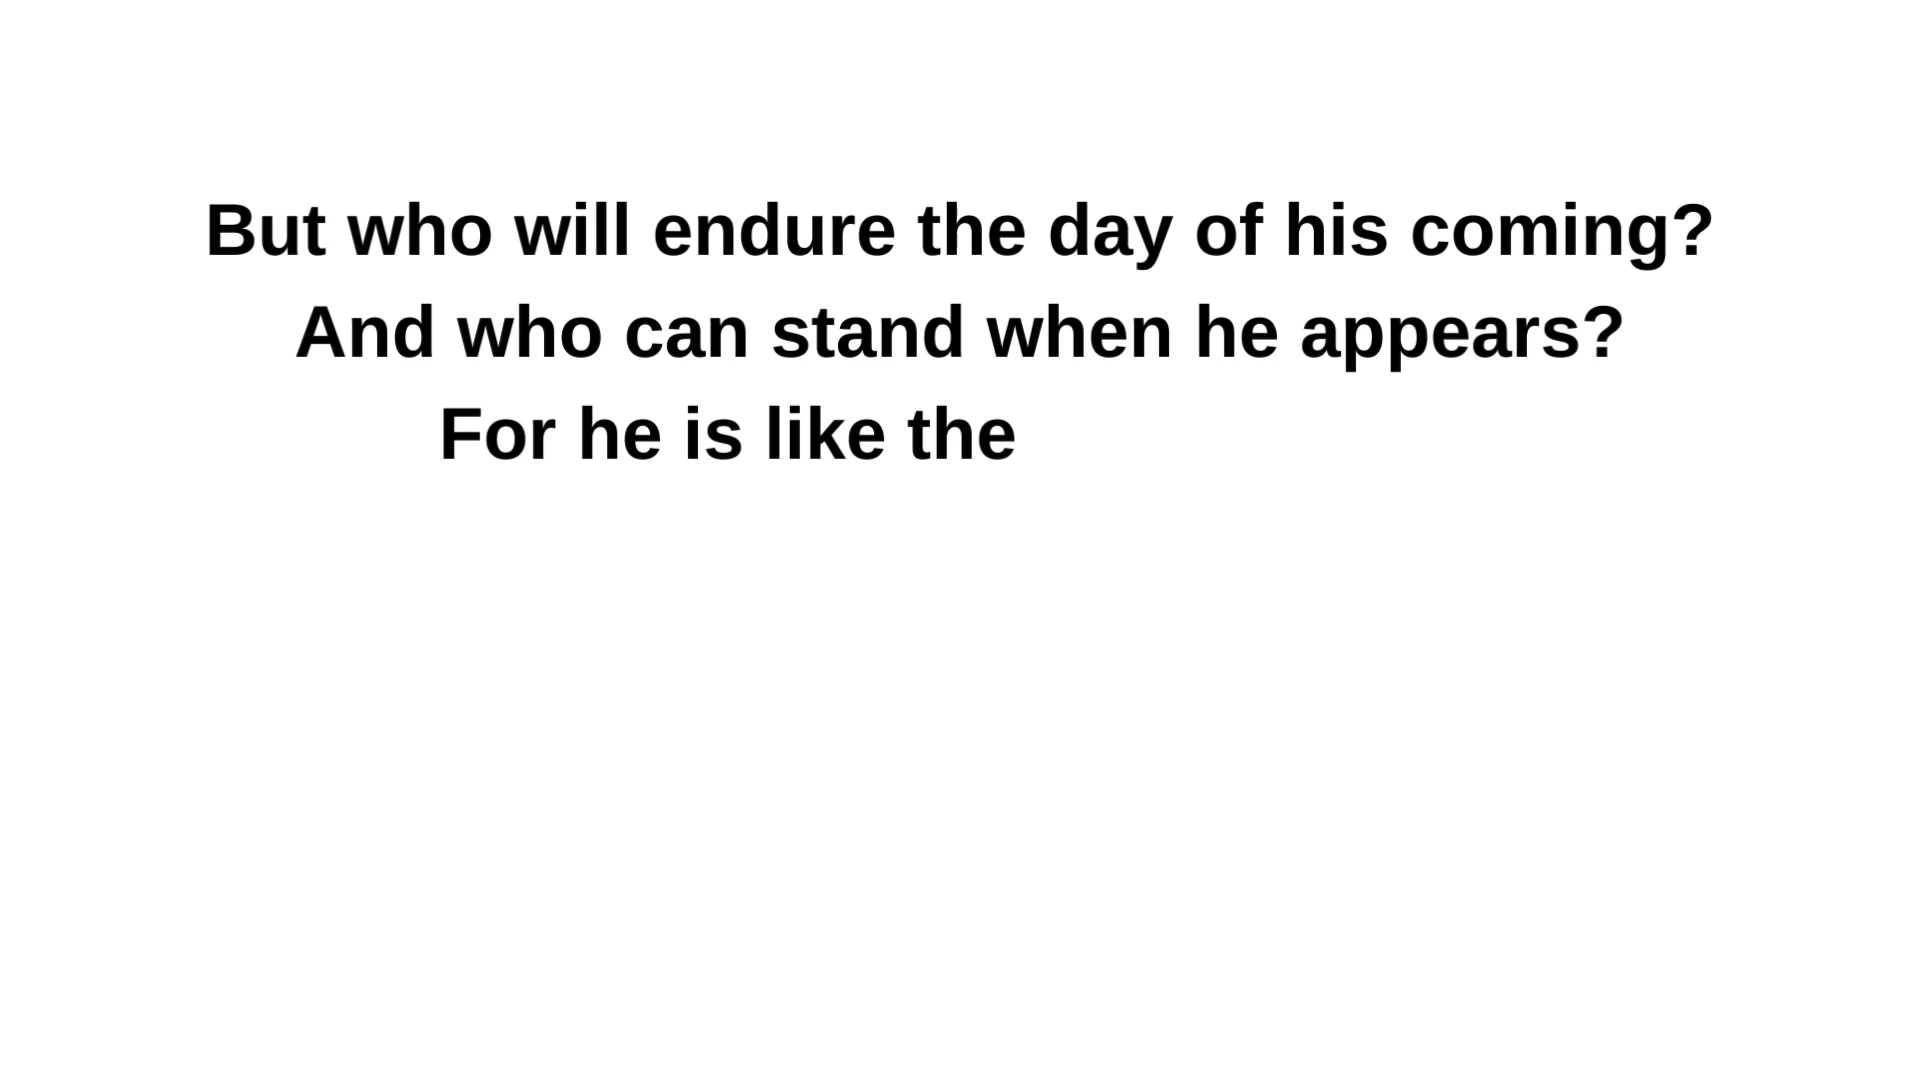 But who will endure the day of his coming?
And who can stand when he appears?
For he is like the